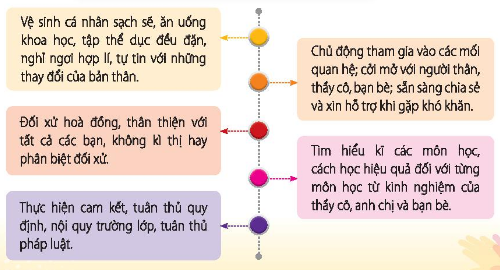 Vệ sinh cá nhân sạch sẽ, ăn uống
khoa học, tập thể dục đều đặn,
nghỉ ngơi hợp lí, tự tin với những
thay đổi của bản thân.
Chủ động tham gia vào các mối
quan hệ; cởi mở với người thân,
thầy cô, bạn bè; sẵn sàng chia sẻ
và xin hỗ trợ khi gặp khó khăn.
Đối xử hoà đồng, thân thiện với
tất cả các bạn, không kì thị hay
phân biệt đối xử.
Tìm hiểu kĩ các môn học,
cách học hiệu quả đối với từng
môn học từ kinh nghiệm của
thầy cô, anh chị và bạn bè.
Thực hiện cam kết, tuân thủ quy
định, nội quy trường lớp, tuân thủ
pháp luật.